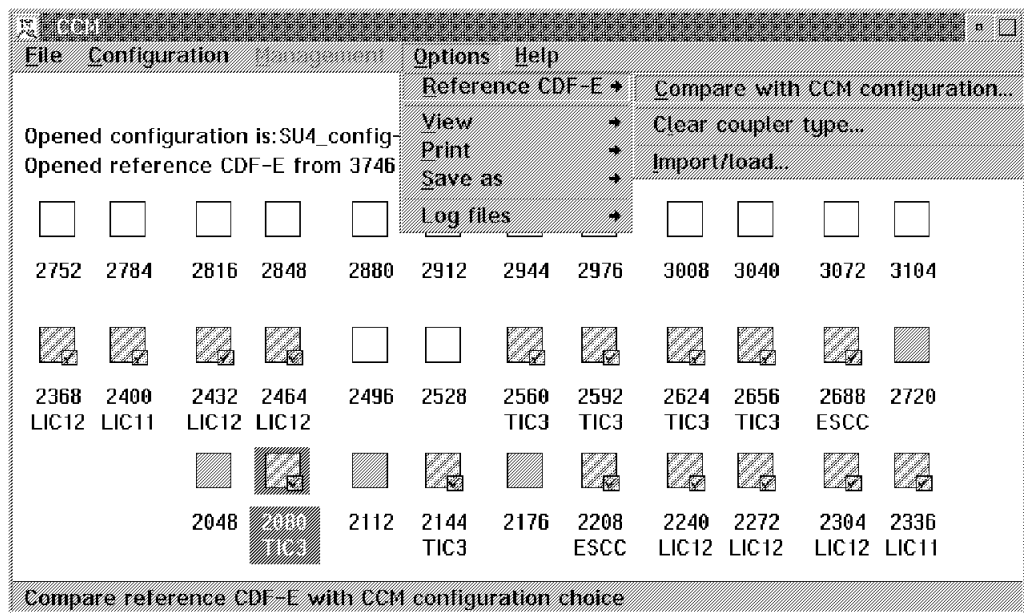 CCM
File Configuration Management Options Help
Reference CDF-E Compare with CCM configuration...
View Clear coupler type...
Print Import/load...
Save as
Log files
Opened configuration is:SU4_config-
Opened reference CDF-E from 3746
2752 2784 2816 2848 2880 2912 2944 2976 3008 3040 3072 3104
2368 2400 2432 2464 2496 2528 2560 2592 2624 2656 2688 2720
LIC12 LIC11 LIC12 LIC12 TIC3 TIC3 TIC3 TIC3 ESCC
2048 2080 2112 2144 2176 2208 2240 2272 2304 2336
TIC3 TIC3 ESCC LIC12 LIC12 LIC12 LIC11
Compare reference CDF-E with CCM configuration choice